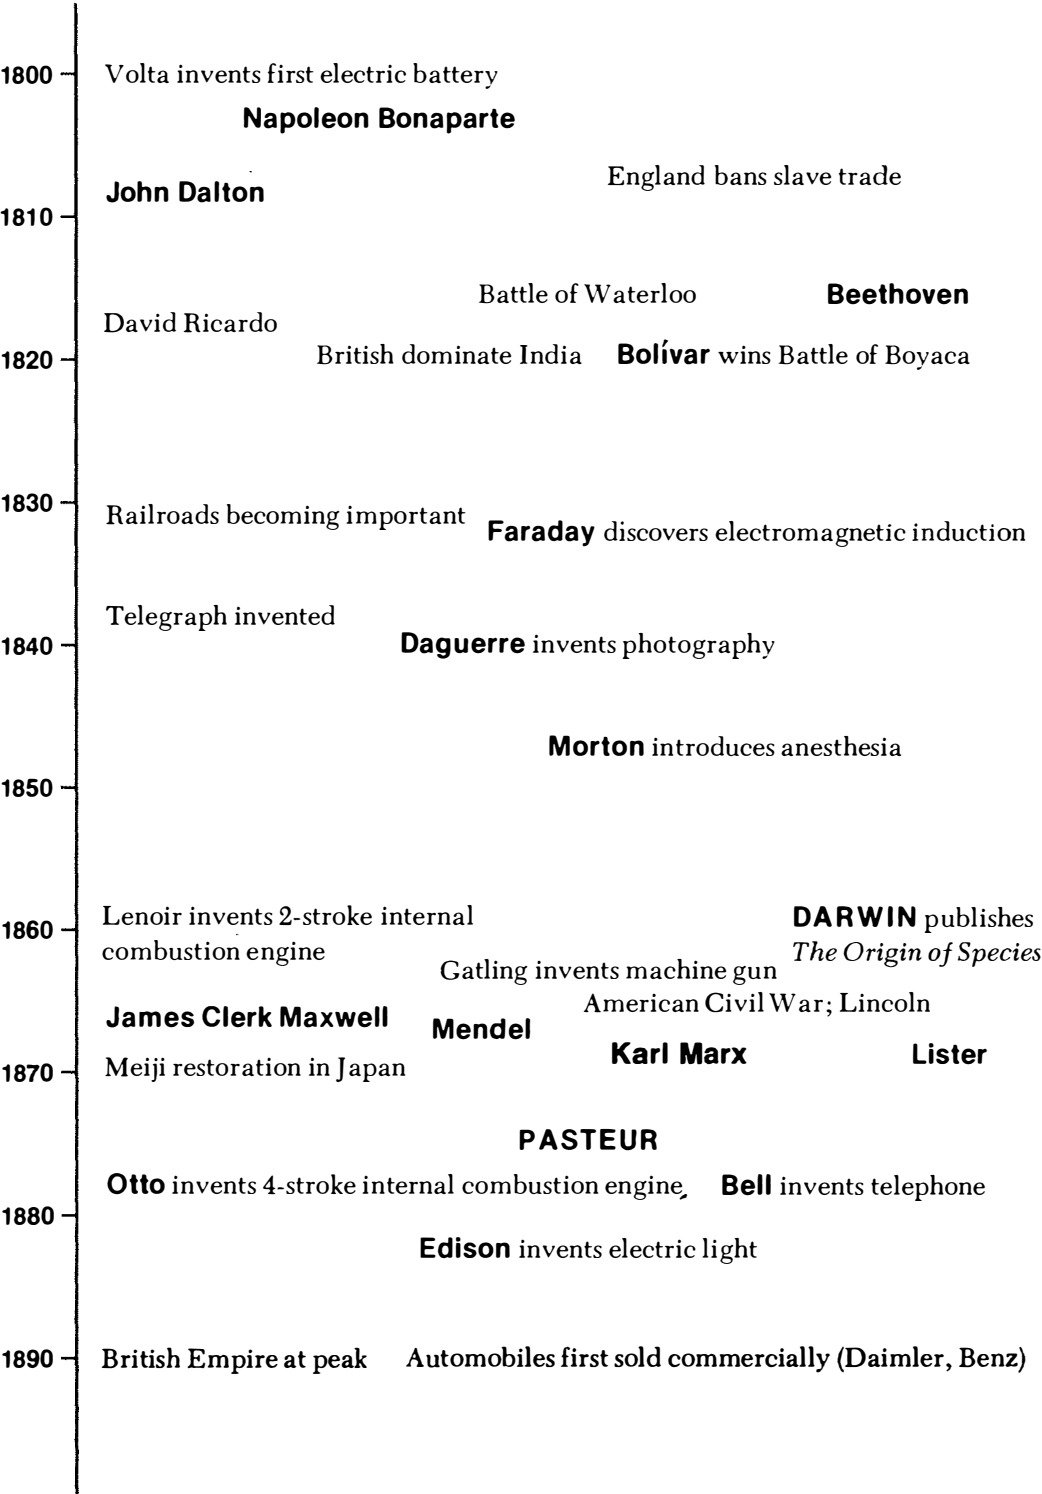 1800 Volta invents first electric battery
Napoleon Bonaparte
England bans slave trade
John Dalton
1810
Battle of Waterloo Beethoven
David Ricardo
1820 British dominate India Bolívar wins Battle of Boyaca
1830
Railroads becoming important
Faraday discovers electromagnetic induction
Telegraph invented
1840 Daguerre invents photography
Morton introduces anesthesia
1850
Lenoir invents 2-stroke internal DARWIN publishes
1860
combustion engine The Origin of Species
Gatling invents machine gun
American Civil War; Lincoln
James Clerk Maxwell Mendel
Karl Marx Lister
1870 Meiji restoration in Japan
PASTEUR
Otto invents 4-stroke internal combustion engine, Bell invents telephone
1880
Edison invents electric light
1890 British Empire at peak Automobiles first sold commercially (Daimler, Benz)